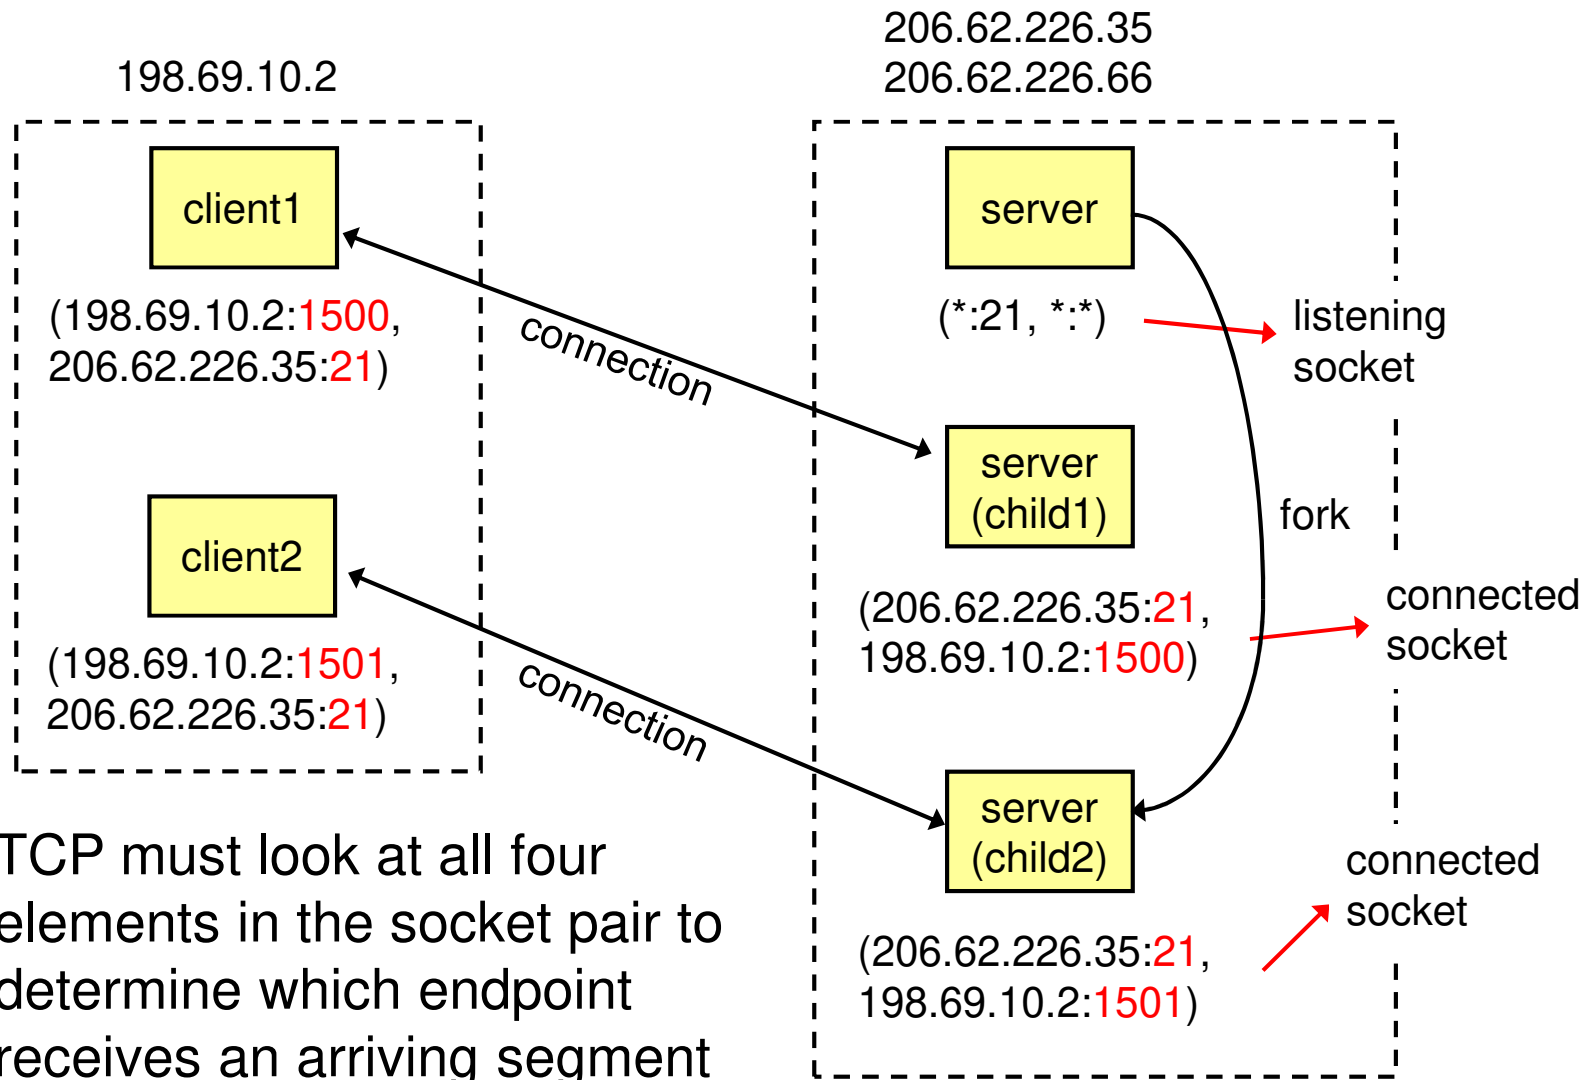 198.69.10.2
206.62.226.35
206.62.226.66
client1
(198.69.10.2:1500,
206.62.226.35:21)
connection
client2
(198.69.10.2:1501,
206.62.226.35:21)
connection
server
(*:21, *:*)
listening
socket
server
(child1)
fork
(206.62.226.35:21,
198.69.10.2:1500)
connected
socket
server
(child2)
(206.62.226.35:21,
198.69.10.2:1501)
connected
socket
TCP must look at all four
elements in the socket pair to
determine which endpoint
receives an arriving segment